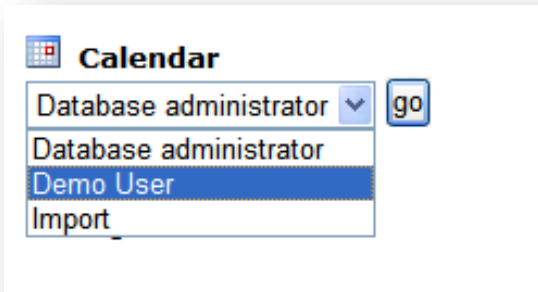 Calendar
Database administrator go
Database administrator
Demo User
Import